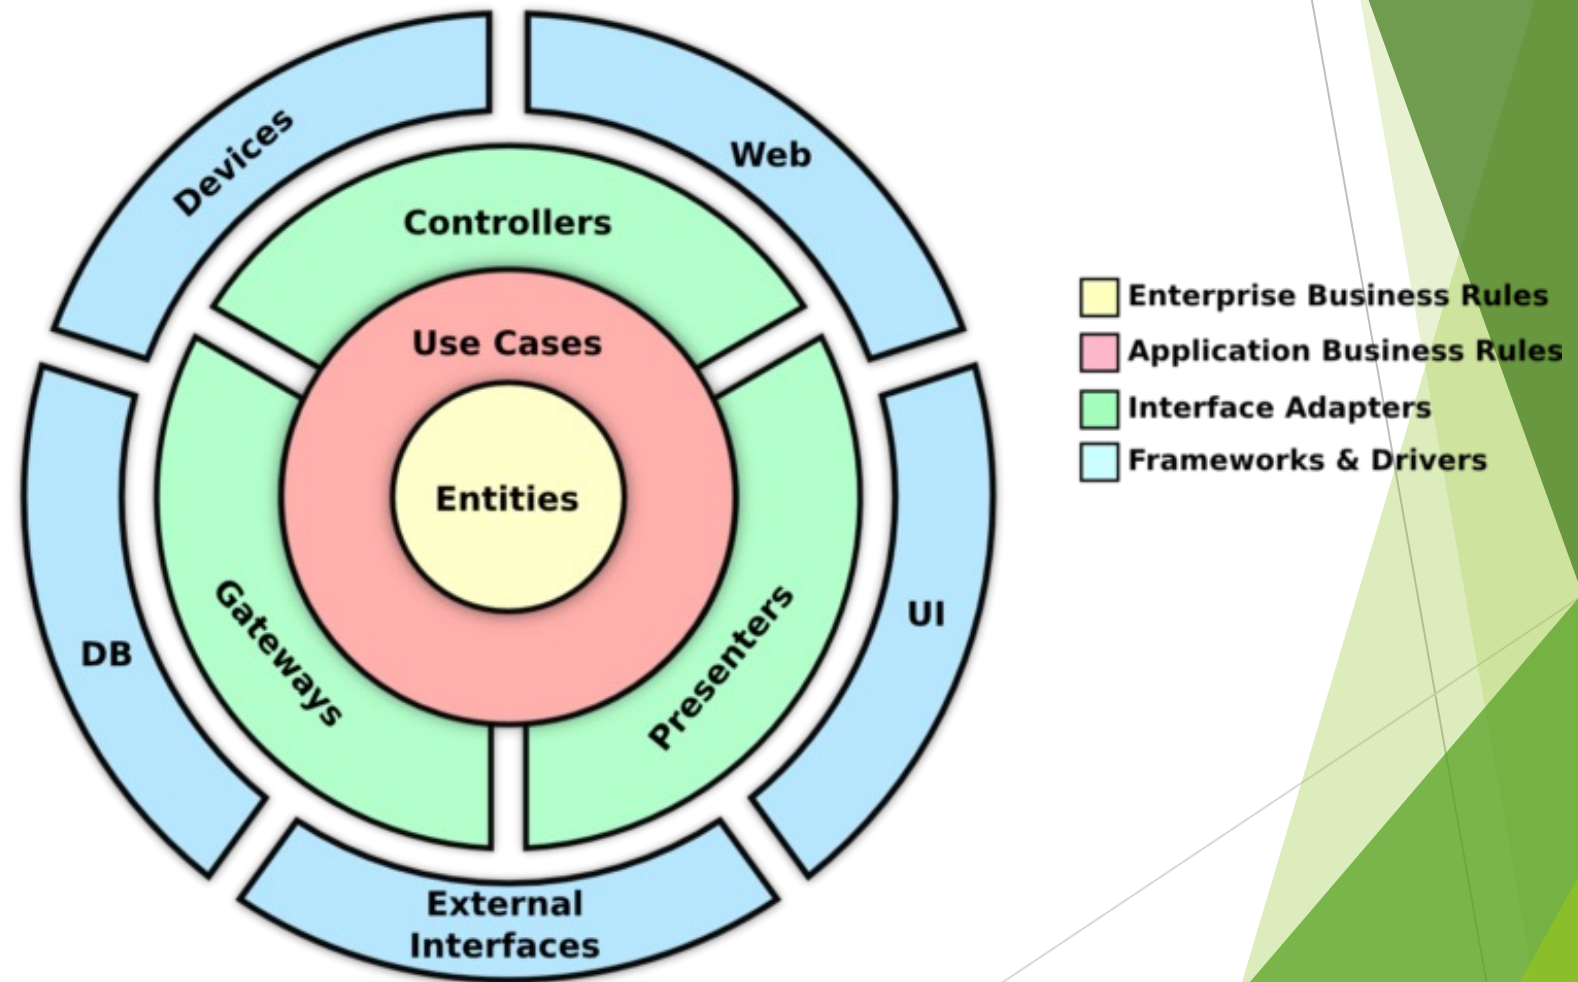 Devices
Web
Controllers
Use Cases
Entities
Gateways
Presenters
DB
UI
External
Interfaces
Enterprise Business Rules
Application Business Rules
Interface Adapters
Frameworks & Drivers